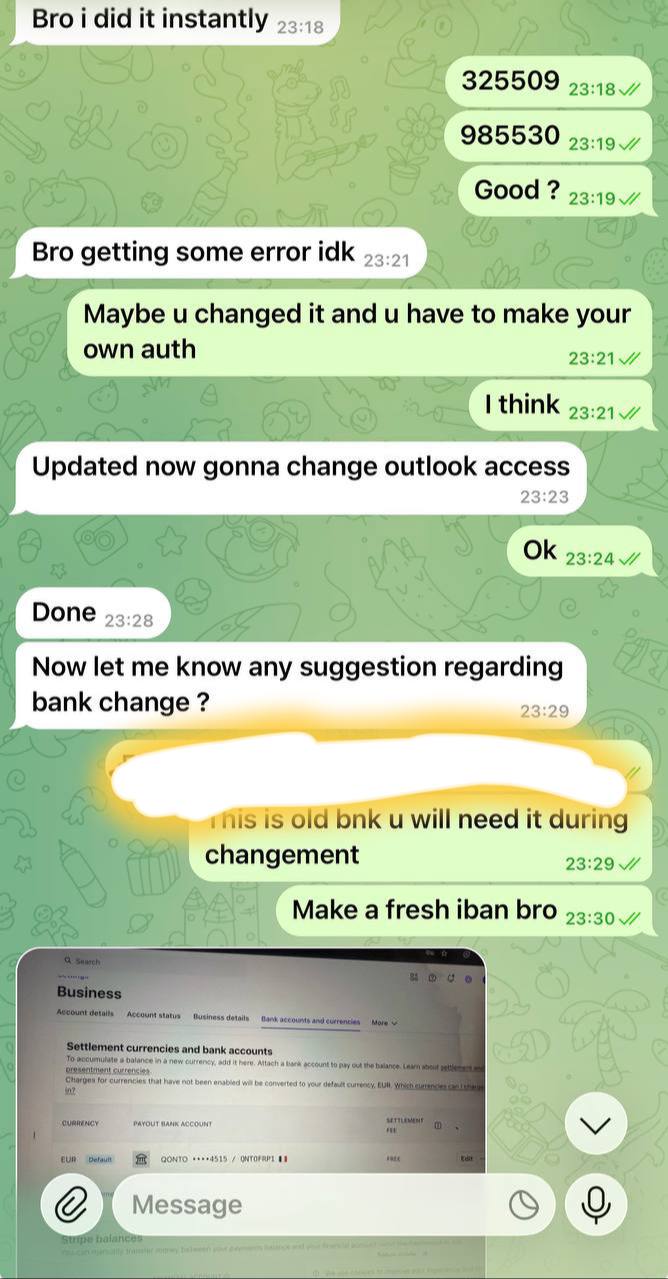 Bro i did it instantly 23:18
325509 23:18
985530 23:19
Good ? 23:19
Bro getting some error idk 23:21
Maybe u changed it and u have to make your
own auth 23:21
I think 23:21
Updated now gonna change outlook access
23:23
Ok 23:24
Done 23:28
Now let me know any suggestion regarding
bank change ? 23:29
This is old bnk u will need it during
changement 23:29
Make a fresh iban bro 23:30
Search
Business
Account details Account status Business details Bank accounts and currencies More
Settlement currencies and bank accounts
To accumulate a balance in a new currency, add it here. Attach a bank account to pay out the balance. Learn about settlement and
presentment currencies.
Charges for currencies that have not been enabled will be converted to your default currency, EUR. Which currencies can I charge
in?
CURRENCY PAYOUT BANK ACCOUNT SETTLEMENT
FEE
EUR Default QONTO ••••4515 / QNTOFRP1 FREE Edit
Message
Stripe balances